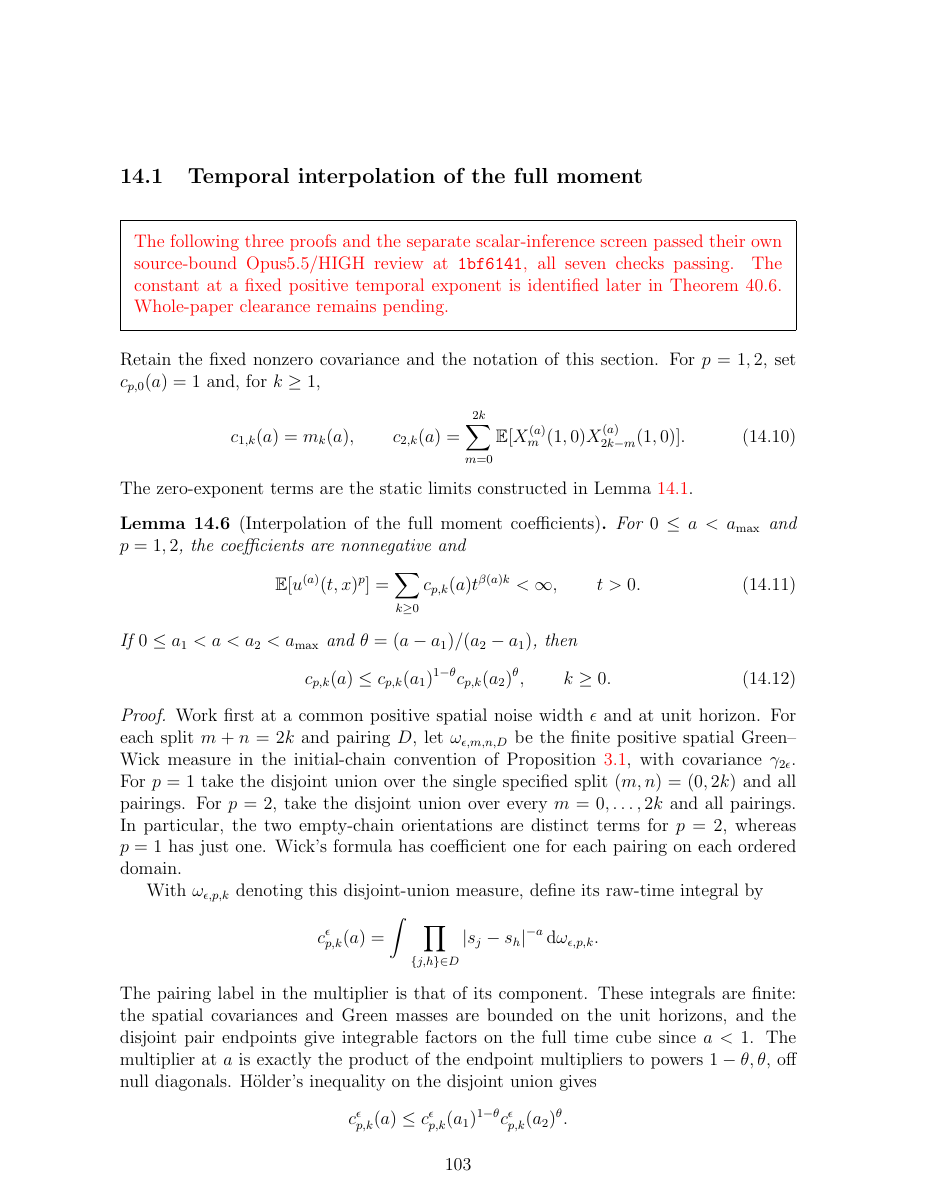 14.1 Temporal interpolation of the full moment
The following three proofs and the separate scalar-inference screen passed their own
source-bound Opus5.5/HIGH review at 1bf6141, all seven checks passing. The
constant at a fixed positive temporal exponent is identified later in Theorem 40.6.
Whole-paper clearance remains pending.
Retain the fixed nonzero covariance and the notation of this section. For p = 1, 2, set
c_{p,0}(a) = 1 and, for k ≥ 1,
c_{1,k}(a) = m_k(a), c_{2,k}(a) = ∑_{m=0}^{2k} 𝔼[X_m^{(a)}(1, 0)X_{2k−m}^{(a)}(1, 0)]. (14.10)
The zero-exponent terms are the static limits constructed in Lemma 14.1.
Lemma 14.6 (Interpolation of the full moment coefficients). For 0 ≤ a < a_{max} and
p = 1, 2, the coefficients are nonnegative and
𝔼[u^{(a)}(t, x)^p] = ∑_{k≥0} c_{p,k}(a)t^{β(a)k} < ∞, t > 0. (14.11)
If 0 ≤ a_1 < a < a_2 < a_{max} and θ = (a − a_1)/(a_2 − a_1), then
c_{p,k}(a) ≤ c_{p,k}(a_1)^{1−θ}c_{p,k}(a_2)^θ, k ≥ 0. (14.12)
Proof. Work first at a common positive spatial noise width ϵ and at unit horizon. For
each split m + n = 2k and pairing D, let ω_{ϵ,m,n,D} be the finite positive spatial Green–
Wick measure in the initial-chain convention of Proposition 3.1, with covariance γ_{2ϵ}.
For p = 1 take the disjoint union over the single specified split (m, n) = (0, 2k) and all
pairings. For p = 2, take the disjoint union over every m = 0, . . . , 2k and all pairings.
In particular, the two empty-chain orientations are distinct terms for p = 2, whereas
p = 1 has just one. Wick's formula has coefficient one for each pairing on each ordered
domain.
With ω_{ϵ,p,k} denoting this disjoint-union measure, define its raw-time integral by
c_{p,k}^ϵ(a) = ∫ ∏_{{j,h}∈D} |s_j − s_h|^{−a} dω_{ϵ,p,k}.
The pairing label in the multiplier is that of its component. These integrals are finite:
the spatial covariances and Green masses are bounded on the unit horizons, and the
disjoint pair endpoints give integrable factors on the full time cube since a < 1. The
multiplier at a is exactly the product of the endpoint multipliers to powers 1 − θ, θ, off
null diagonals. Hölder's inequality on the disjoint union gives
c_{p,k}^ϵ(a) ≤ c_{p,k}^ϵ(a_1)^{1−θ}c_{p,k}^ϵ(a_2)^θ.
103